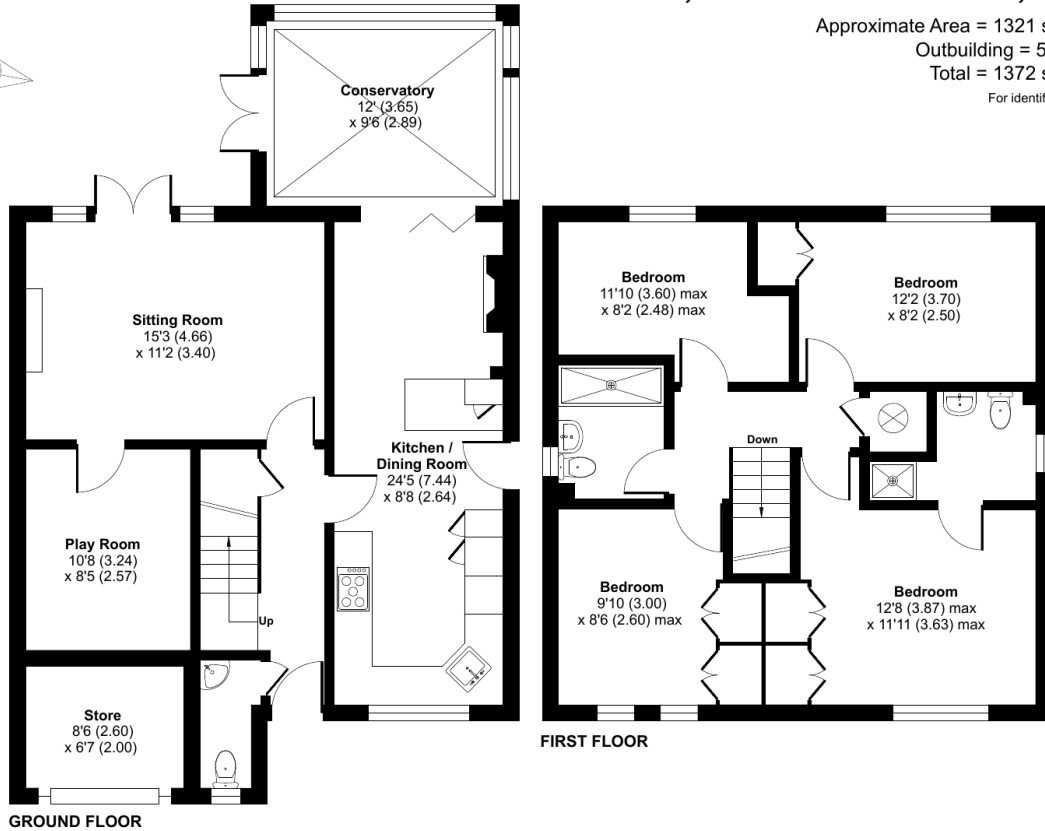 Approximate Area = 1321 s
Outbuilding = 5
Total = 1372 s
For identif
Conservatory
12' (3.65)
x 9'6 (2.89)
Sitting Room
15'3 (4.66)
x 11'2 (3.40)
Kitchen /
Dining Room
24'5 (7.44)
x 8'8 (2.64)
Play Room
10'8 (3.24)
x 8'5 (2.57)
Up
Store
8'6 (2.60)
x 6'7 (2.00)
GROUND FLOOR
Bedroom
11'10 (3.60) max
x 8'2 (2.48) max
Bedroom
12'2 (3.70)
x 8'2 (2.50)
Down
Bedroom
9'10 (3.00)
x 8'6 (2.60) max
Bedroom
12'8 (3.87) max
x 11'11 (3.63) max
FIRST FLOOR